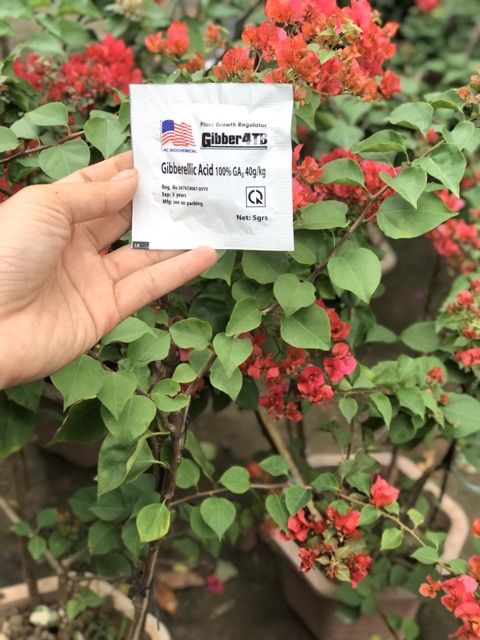 Plant Growth Regulator
Gibber4TB
AC BIOCHEMICAL
Gibberellic Acid 100% GA3 40g/kg
Exp: 3 years
Mfg: see on packing
Net: 5grs